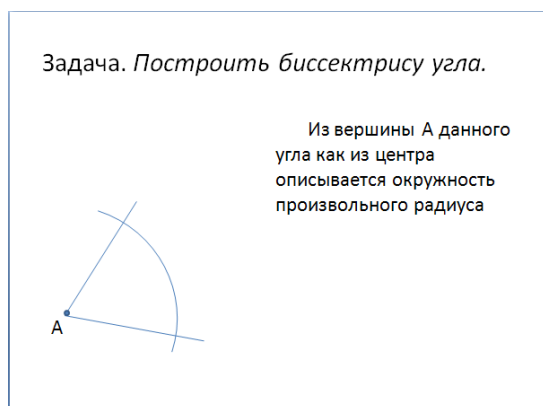 Задача. Построить биссектрису угла.
Из вершины А данного
угла как из центра
описывается окружность
произвольного радиуса
А